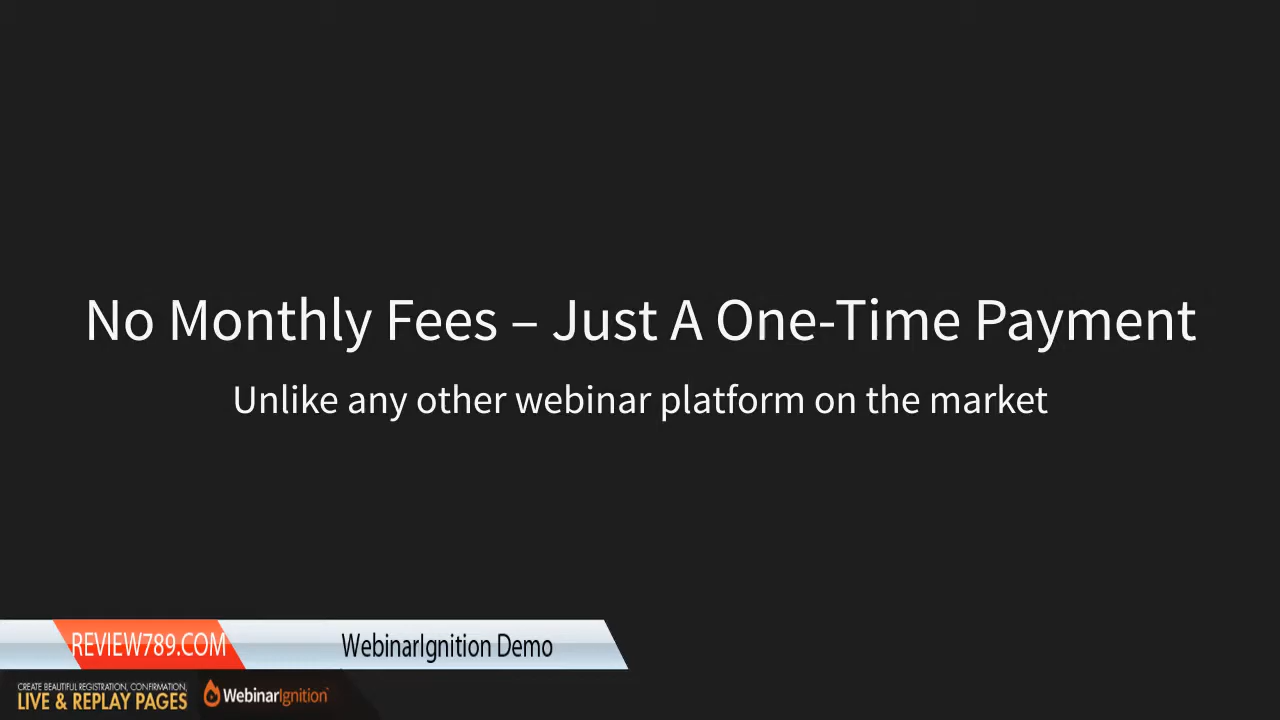 No Monthly Fees – Just A One-Time Payment
Unlike any other webinar platform on the market
REVIEW789.COM
WebinarIgnition Demo
CREATE BEAUTIFUL REGISTRATION, CONFIRMATION,
LIVE & REPLAY PAGES
WebinarIgnition